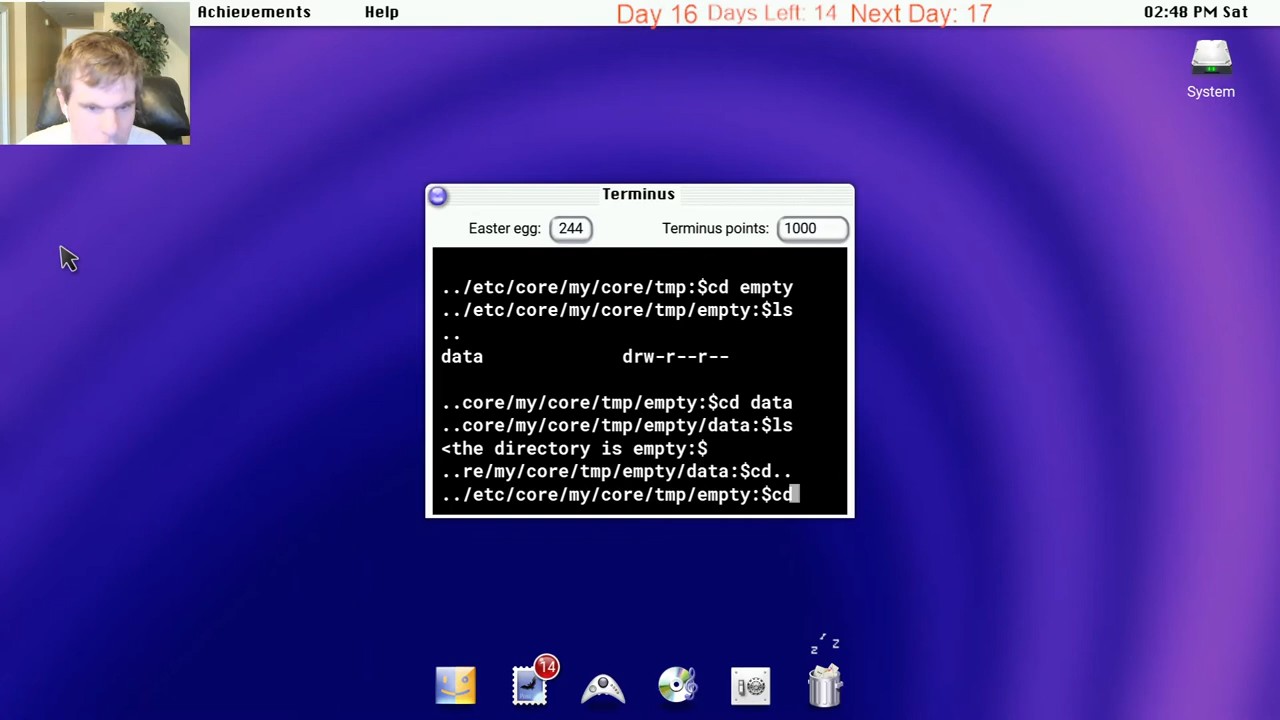 Achievements Help Day 16 Days Left: 14 Next Day: 17 02:48 PM Sat
System
Terminus
Easter egg: 244 Terminus points: 1000
../etc/core/my/core/tmp:$cd empty
../etc/core/my/core/tmp/empty:$ls
..
data drw-r--r--
..core/my/core/tmp/empty:$cd data
..core/my/core/tmp/empty/data:$ls
<the directory is empty:$
..re/my/core/tmp/empty/data:$cd..
../etc/core/my/core/tmp/empty:$cd
z z
14